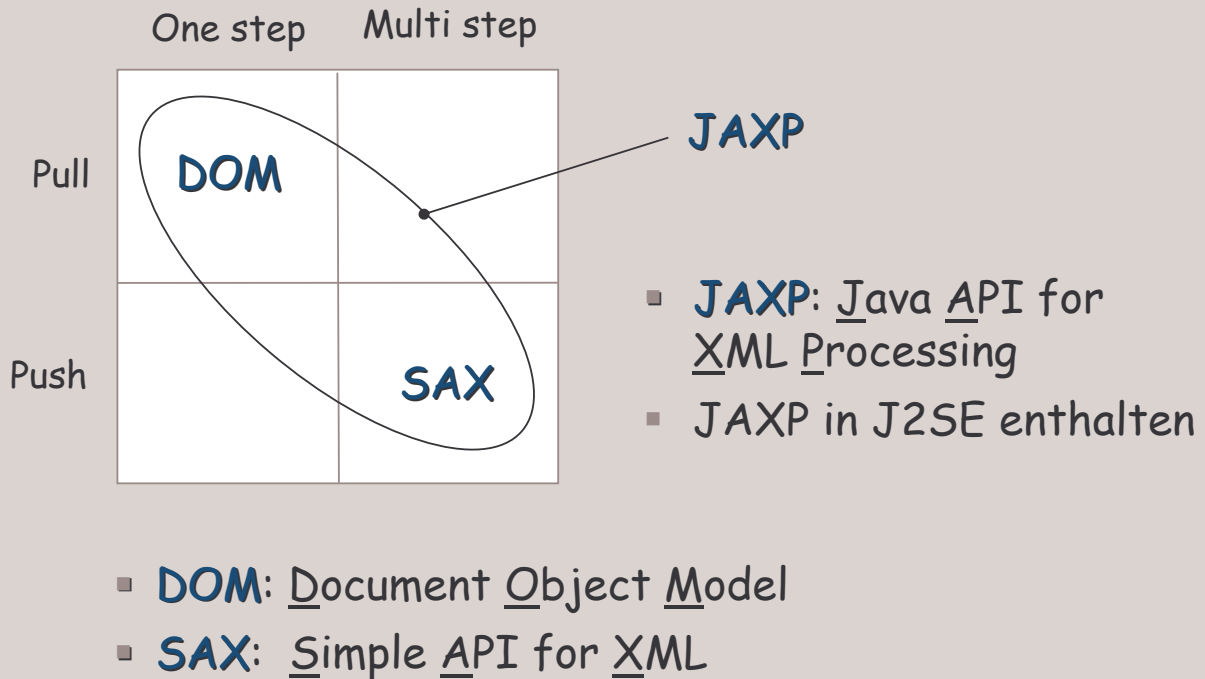 One step Multi step
Pull DOM JAXP
Push SAX
JAXP: Java API for
XML Processing
JAXP in J2SE enthalten
DOM: Document Object Model
SAX: Simple API for XML